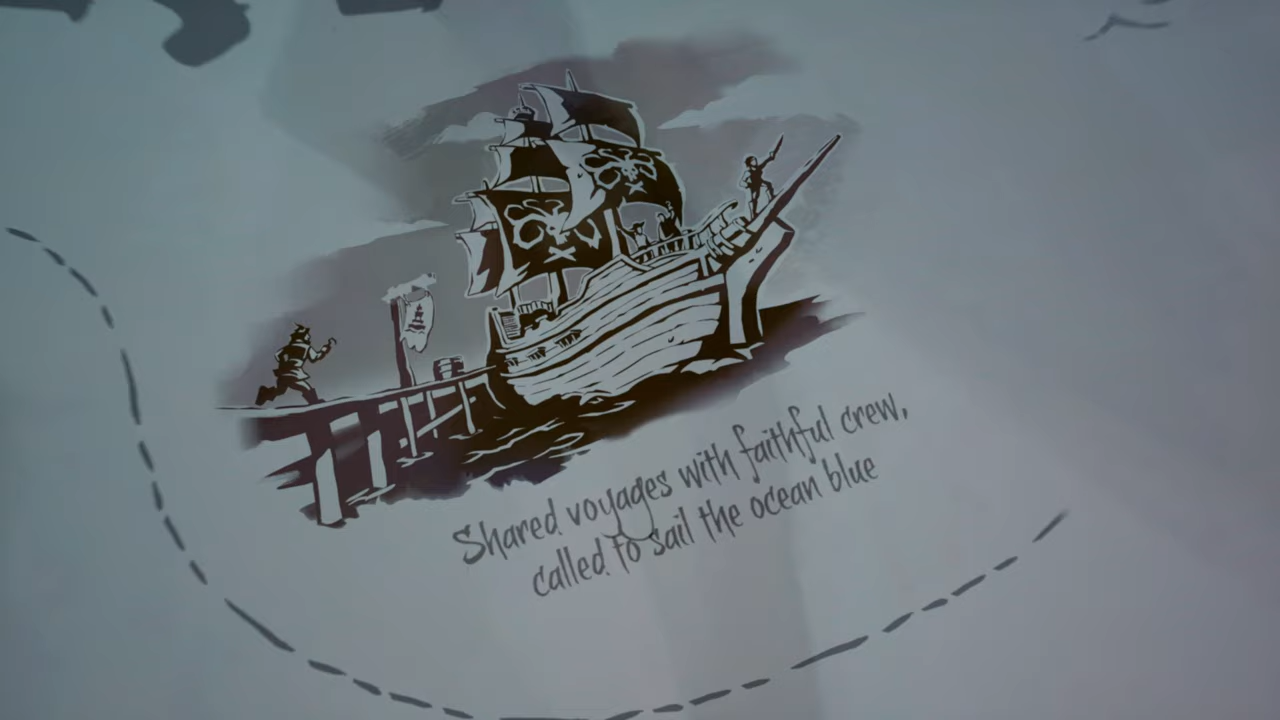 Shared voyages with faithful crew,
called to sail the ocean blue